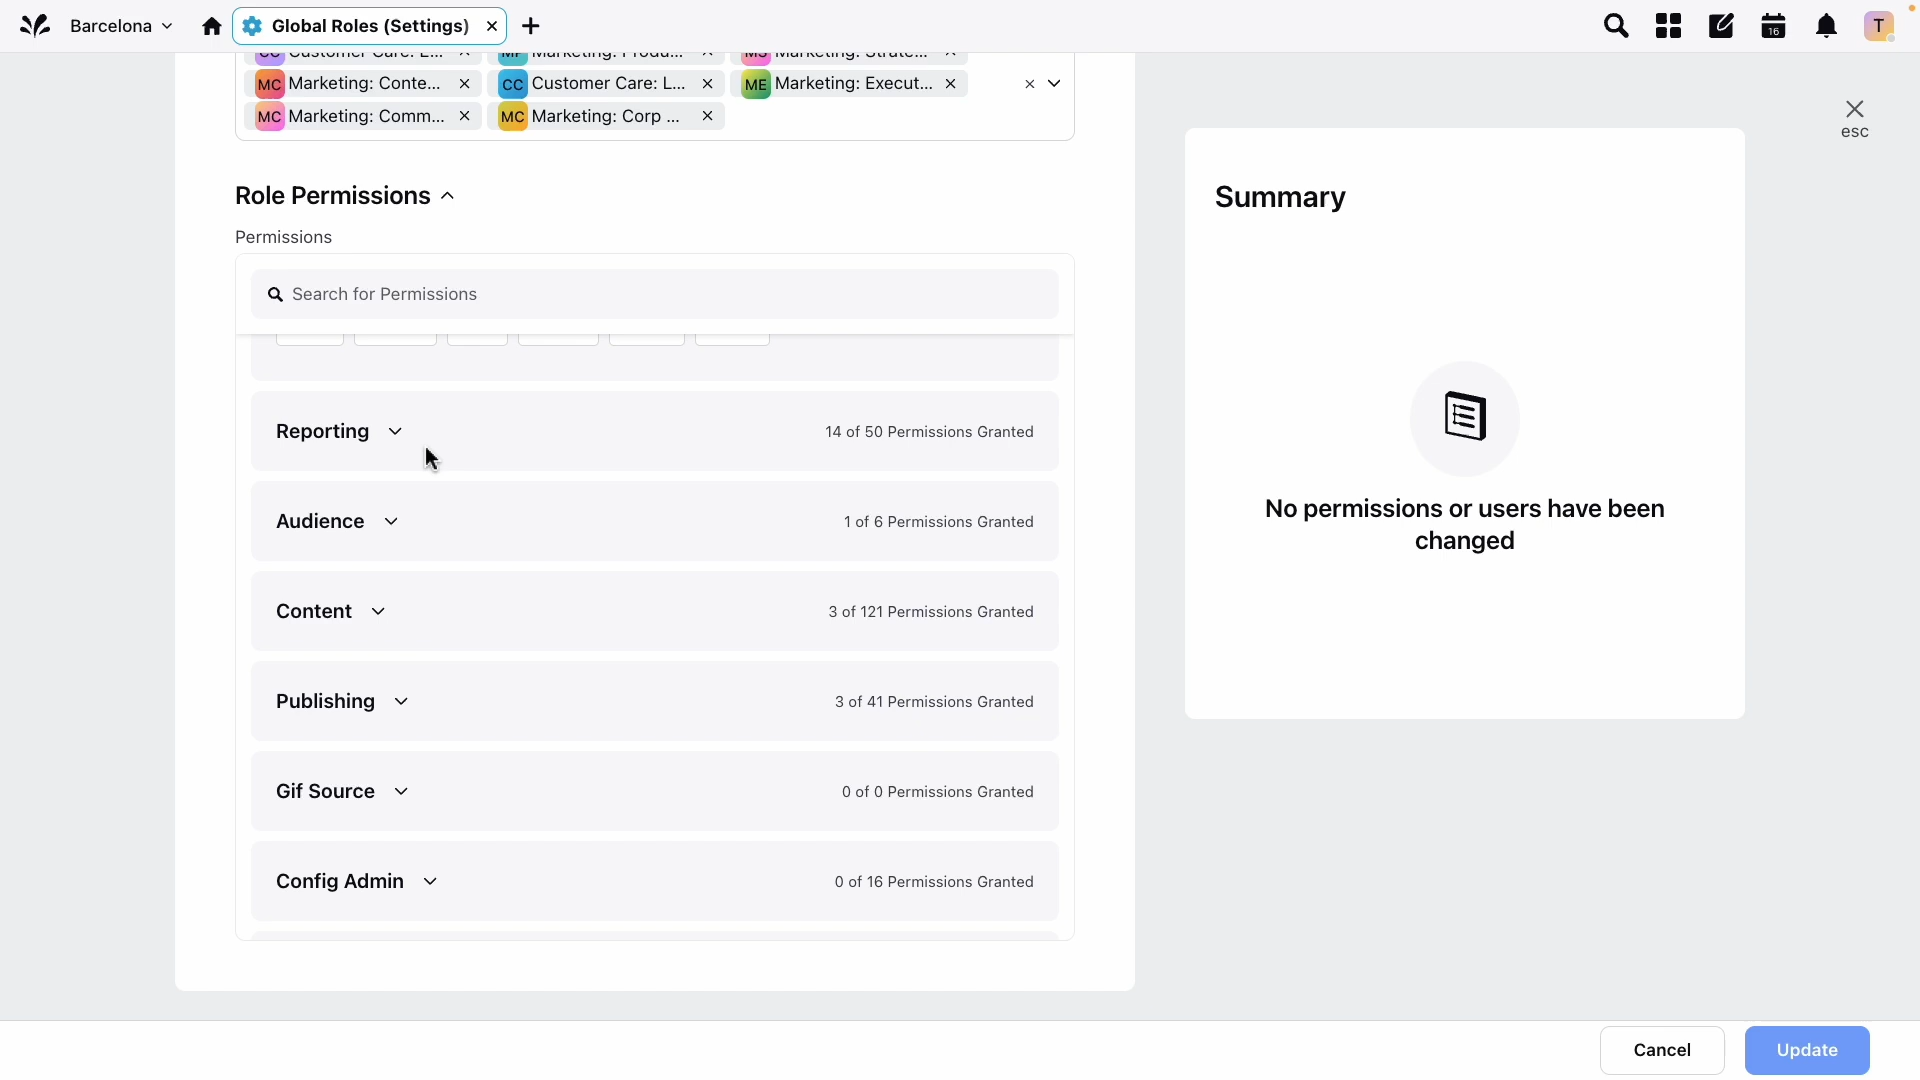 Barcelona
Global Roles (Settings)
16
T
CC Customer Care: L... MP Marketing: Produ... MS Marketing: Strate...
MC Marketing: Conte... CC Customer Care: L... ME Marketing: Execut...
MC Marketing: Comm... MC Marketing: Corp ...
esc
Role Permissions
Permissions
Search for Permissions
Reporting 14 of 50 Permissions Granted
Audience 1 of 6 Permissions Granted
Content 3 of 121 Permissions Granted
Publishing 3 of 41 Permissions Granted
Gif Source 0 of 0 Permissions Granted
Config Admin 0 of 16 Permissions Granted
Summary
No permissions or users have been
changed
Cancel
Update